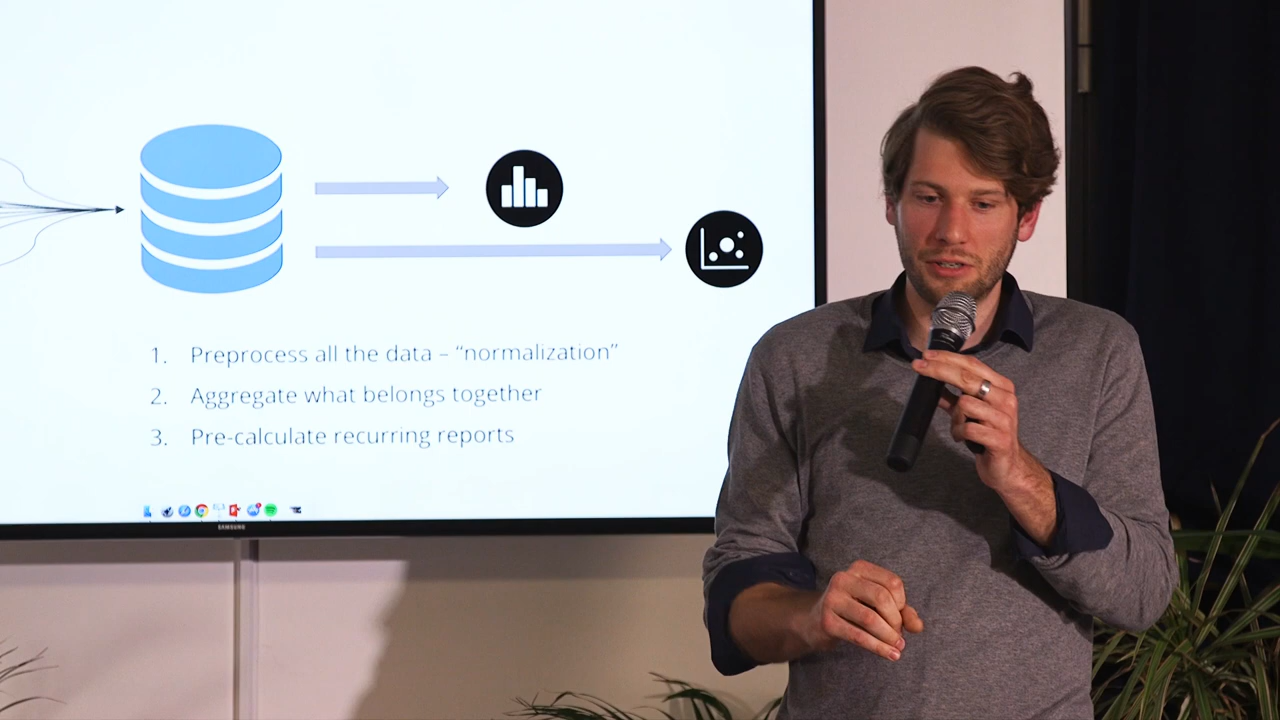 1. Preprocess all the data – “normalization”
2. Aggregate what belongs together
3. Pre-calculate recurring reports
SAMSUNG